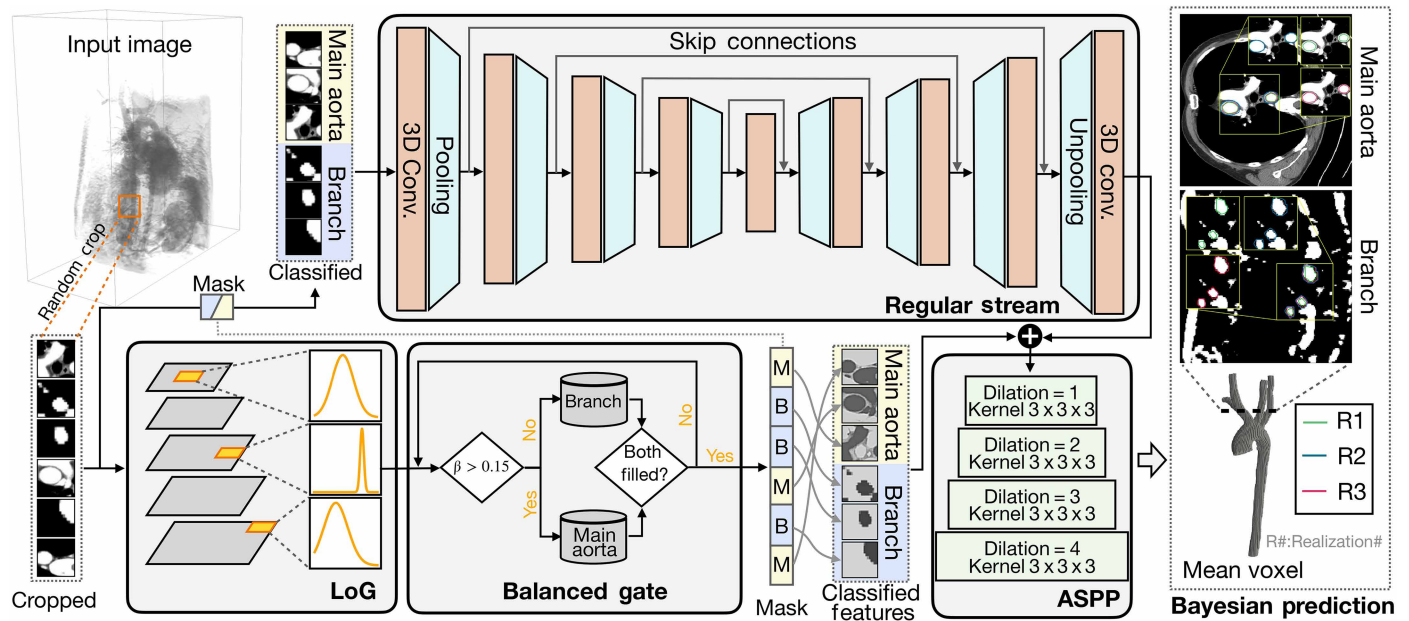 Input image
Random crop
Mask
Cropped
Main aorta
Branch
Classified
3D Conv.
Pooling
Skip connections
Unpooling
3D conv.
Regular stream
LoG
β > 0.15
No
Yes
Branch
Main
aorta
Both
filled?
No
Yes
Balanced gate
M
B
B
M
B
M
Mask
Main aorta
Branch
Classified
features
+
Dilation = 1
Kernel 3 x 3 x 3
Dilation = 2
Kernel 3 x 3 x 3
Dilation = 3
Kernel 3 x 3 x 3
Dilation = 4
Kernel 3 x 3 x 3
ASPP
Main aorta
Branch
R1
R2
R3
R#:Realization#
Mean voxel
Bayesian prediction